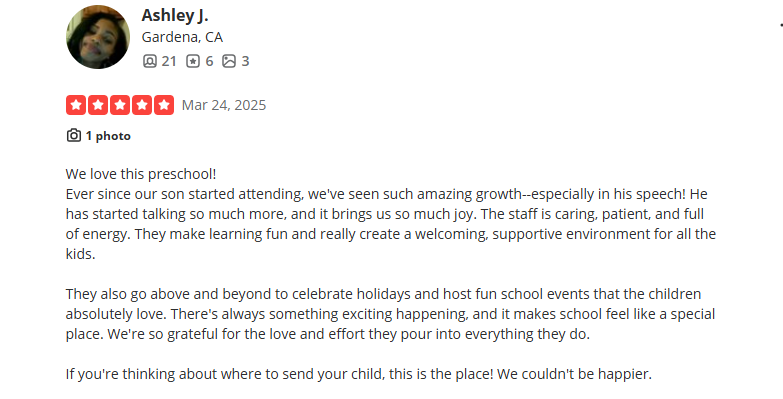 Ashley J.
Gardena, CA
21 6 3
Mar 24, 2025
1 photo
We love this preschool!
Ever since our son started attending, we've seen such amazing growth--especially in his speech! He
has started talking so much more, and it brings us so much joy. The staff is caring, patient, and full
of energy. They make learning fun and really create a welcoming, supportive environment for all the
kids.
They also go above and beyond to celebrate holidays and host fun school events that the children
absolutely love. There's always something exciting happening, and it makes school feel like a special
place. We're so grateful for the love and effort they pour into everything they do.
If you're thinking about where to send your child, this is the place! We couldn't be happier.